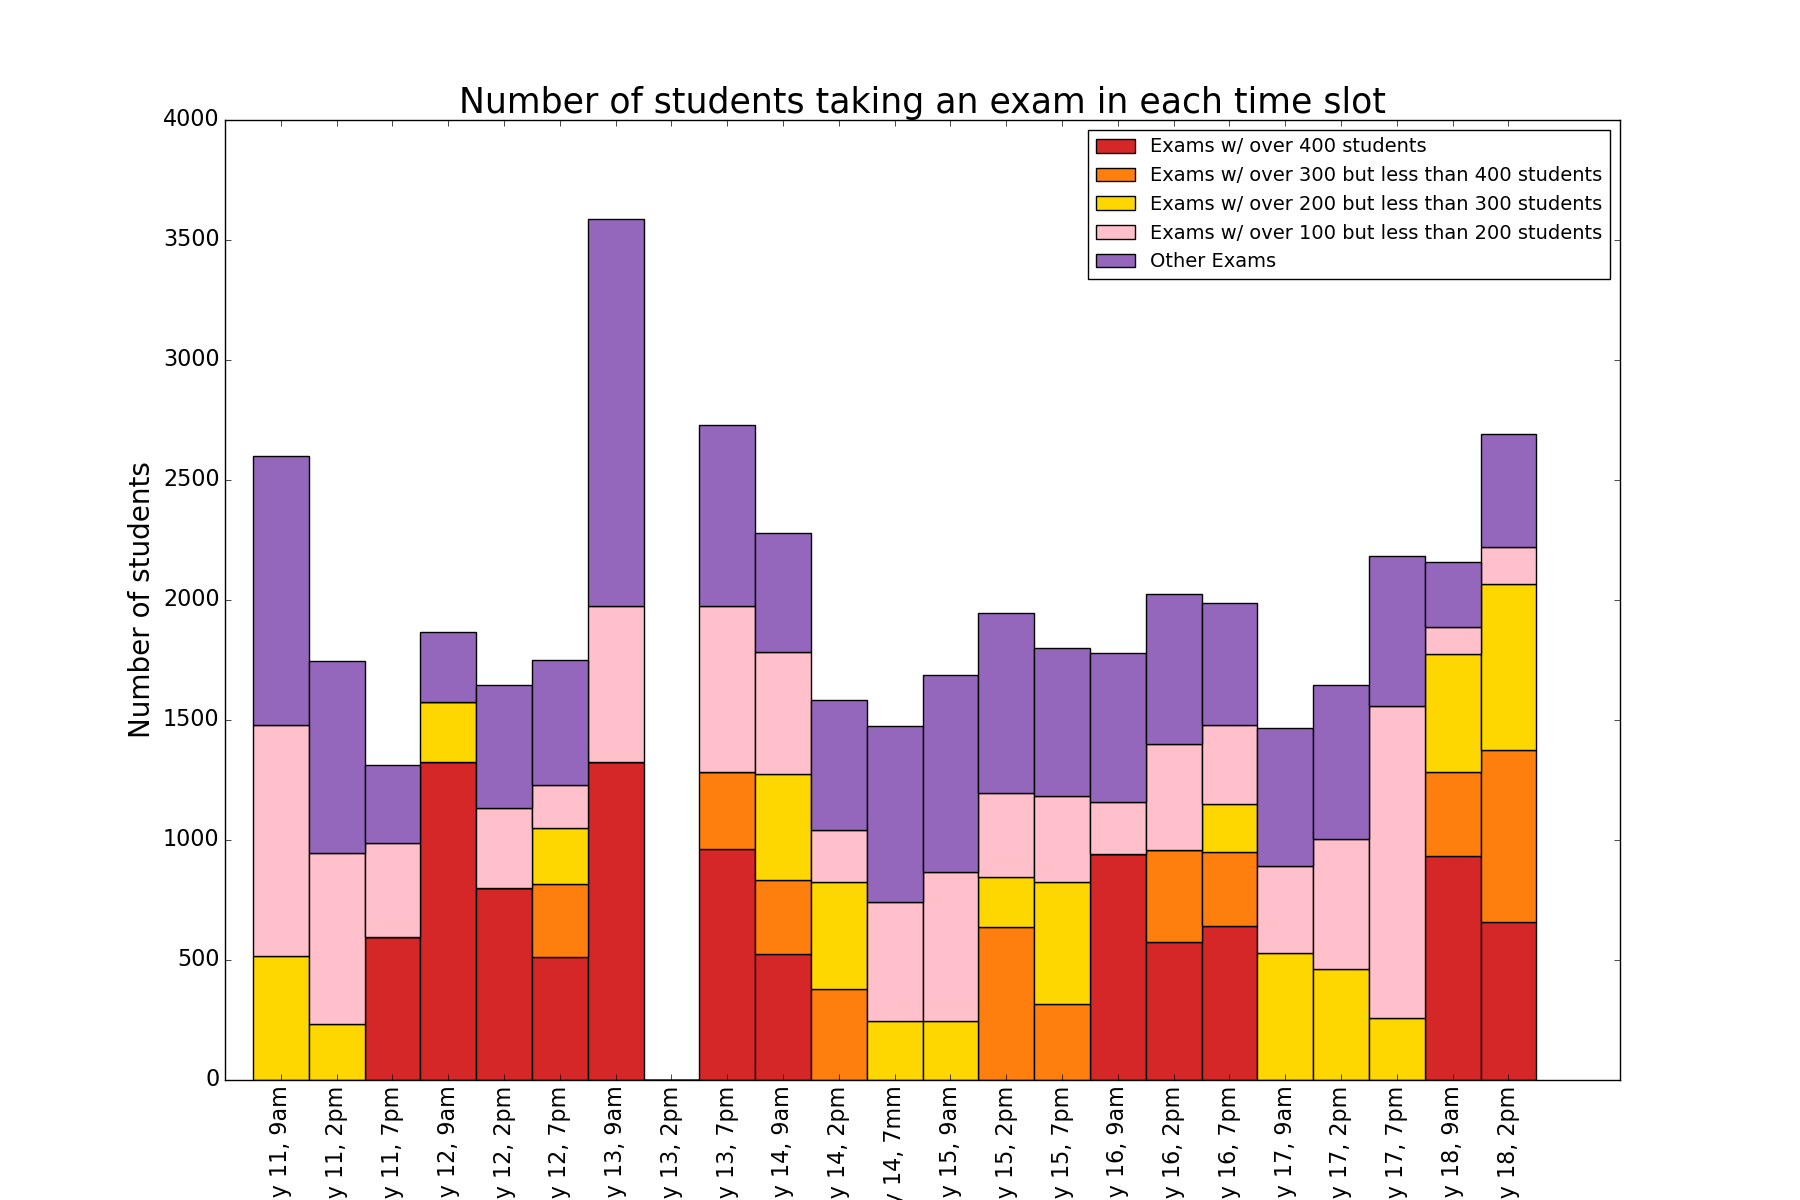 Number of students taking an exam in each time slot
4000
3500
3000
2500
2000
1500
1000
500
0
Number of students
Exams w/ over 400 students
Exams w/ over 300 but less than 400 students
Exams w/ over 200 but less than 300 students
Exams w/ over 100 but less than 200 students
Other Exams
y 11, 9am
y 11, 2pm
y 11, 7pm
y 12, 9am
y 12, 2pm
y 12, 7pm
y 13, 9am
y 13, 2pm
y 13, 7pm
y 14, 9am
y 14, 2pm
y 14, 7mm
y 15, 9am
y 15, 2pm
y 15, 7pm
y 16, 9am
y 16, 2pm
y 16, 7pm
y 17, 9am
y 17, 2pm
y 17, 7pm
y 18, 9am
y 18, 2pm